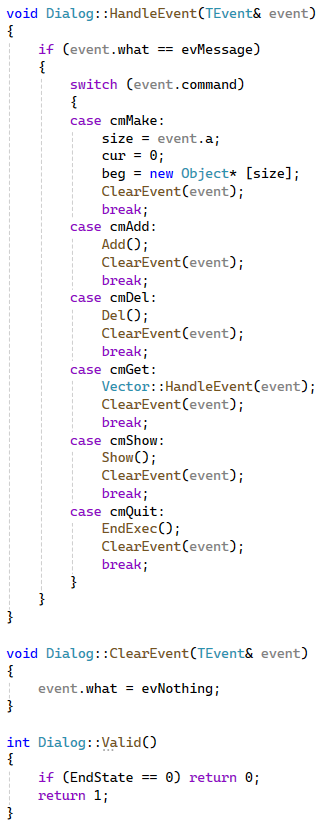 void Dialog::HandleEvent(TEvent& event)
{
    if (event.what == evMessage)
    {
        switch (event.command)
        {
        case cmMake:
            size = event.a;
            cur = 0;
            beg = new Object* [size];
            ClearEvent(event);
            break;
        case cmAdd:
            Add();
            ClearEvent(event);
            break;
        case cmDel:
            Del();
            ClearEvent(event);
            break;
        case cmGet:
            Vector::HandleEvent(event);
            ClearEvent(event);
            break;
        case cmShow:
            Show();
            ClearEvent(event);
            break;
        case cmQuit:
            EndExec();
            ClearEvent(event);
            break;
        }
    }
}

void Dialog::ClearEvent(TEvent& event)
{
    event.what = evNothing;
}

int Dialog::Valid()
{
    if (EndState == 0) return 0;
    return 1;
}